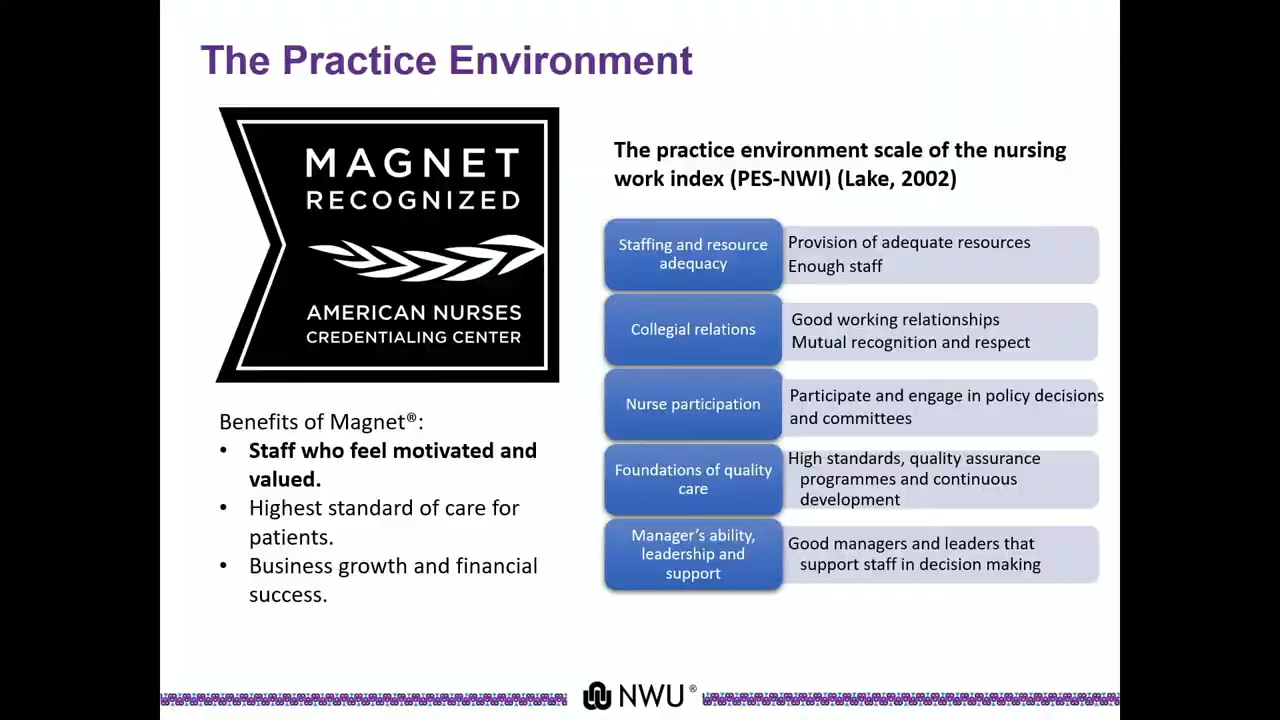 The Practice Environment
MAGNET
RECOGNIZED
AMERICAN NURSES
CREDENTIALING CENTER
Benefits of Magnet®:
• Staff who feel motivated and
valued.
• Highest standard of care for
patients.
• Business growth and financial
success.
The practice environment scale of the nursing
work index (PES-NWI) (Lake, 2002)
Staffing and resource
adequacy
Provision of adequate resources
Enough staff
Collegial relations
Good working relationships
Mutual recognition and respect
Nurse participation
Participate and engage in policy decisions
and committees
Foundations of quality
care
High standards, quality assurance
programmes and continuous
development
Manager's ability,
leadership and
support
Good managers and leaders that
support staff in decision making
NWU®